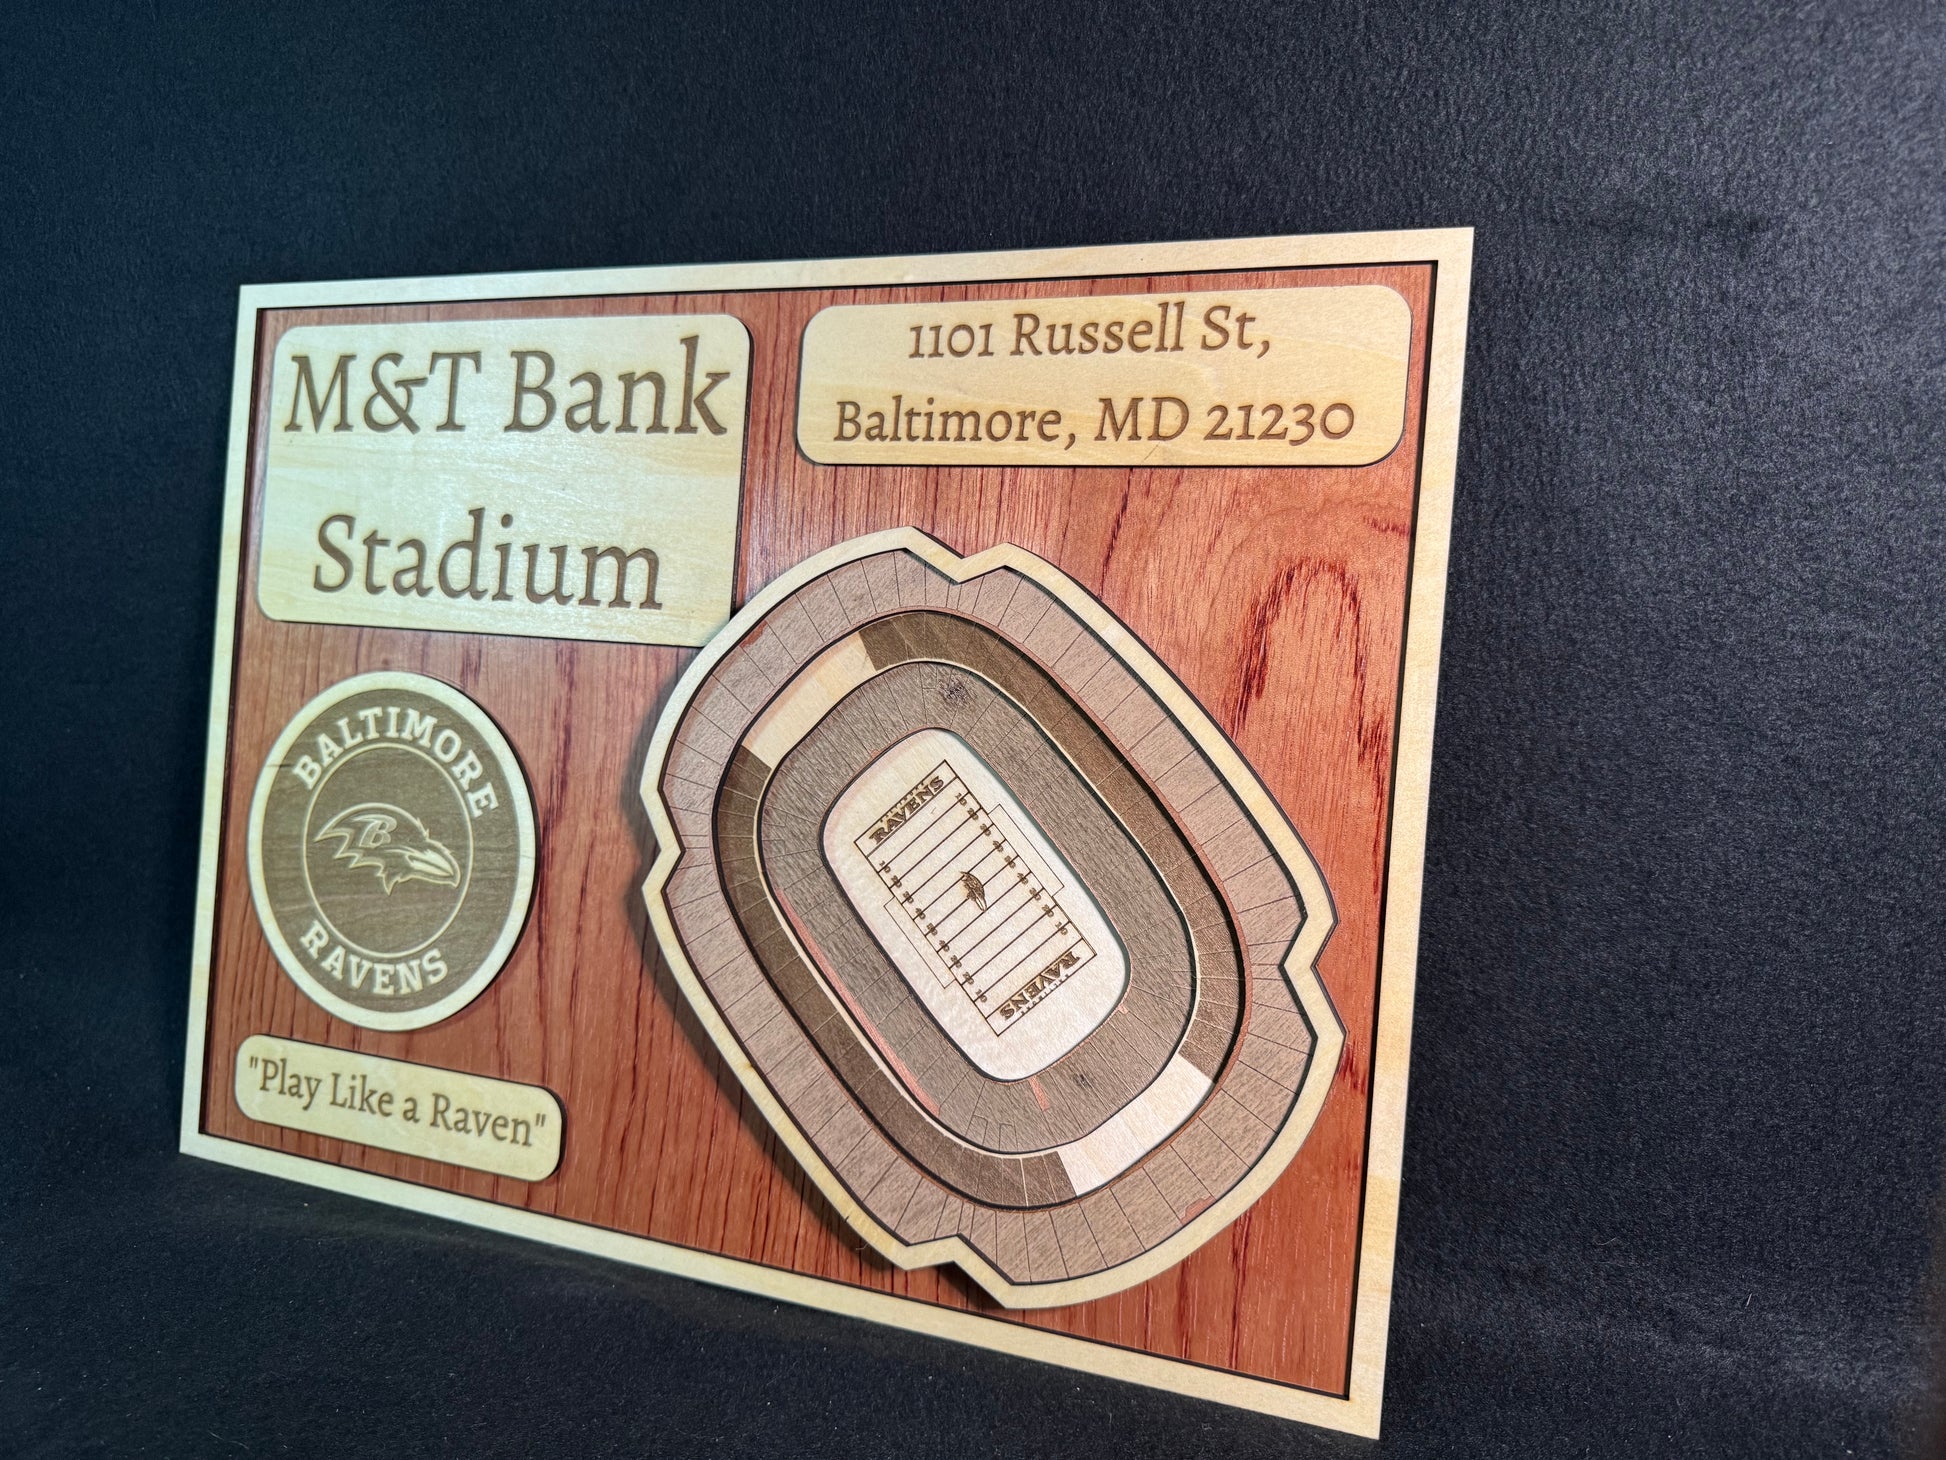 M&T Bank
Stadium
1101 Russell St,
Baltimore, MD 21230
BALTIMORE
RAVENS
B
"Play Like a Raven"
RAVENS
RAVENS